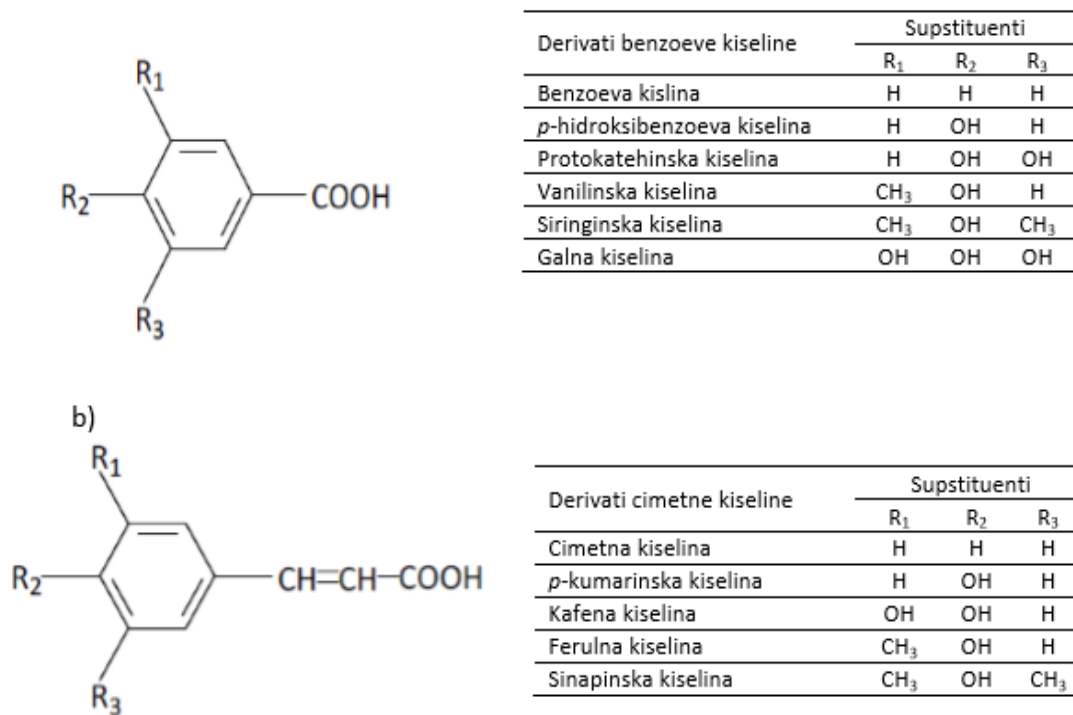 R₁
R₂
COOH
R₃
Derivati benzoeve kiseline Supstituenti
R₁ R₂ R₃
Benzoeva kislina H H H
p-hidroksibenzoeva kiselina H OH H
Protokatehinska kiselina H OH OH
Vanilinska kiselina CH₃ OH H
Siringinska kiselina CH₃ OH CH₃
Galna kiselina OH OH OH
b)
R₁
R₂
CH=CH-COOH
R₃
Derivati cimetne kiseline Supstituenti
R₁ R₂ R₃
Cimetna kiselina H H H
p-kumarinska kiselina H OH H
Kafena kiselina OH OH H
Ferulna kiselina CH₃ OH H
Sinapinska kiselina CH₃ OH CH₃